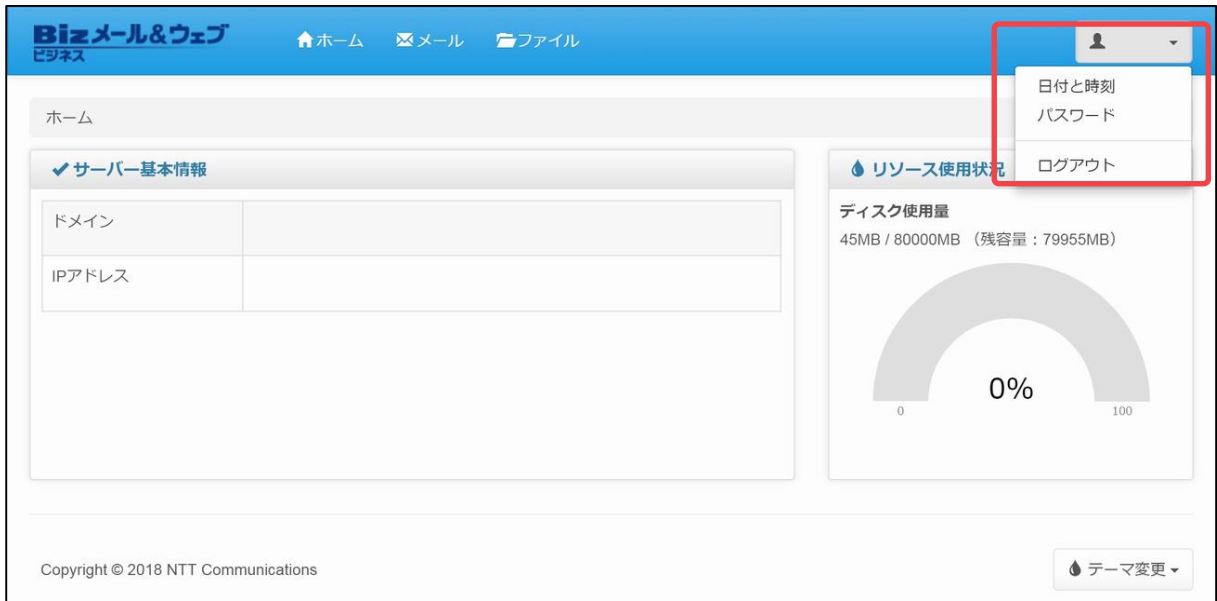 Bizメール&ウェブ
ビジネス
ホーム メール ファイル
日付と時刻
パスワード
ログアウト
ホーム
サーバー基本情報
ドメイン
IPアドレス
リソース使用状況
ディスク使用量
45MB / 80000MB （残容量：79955MB）
0%
0 100
Copyright © 2018 NTT Communications
テーマ変更